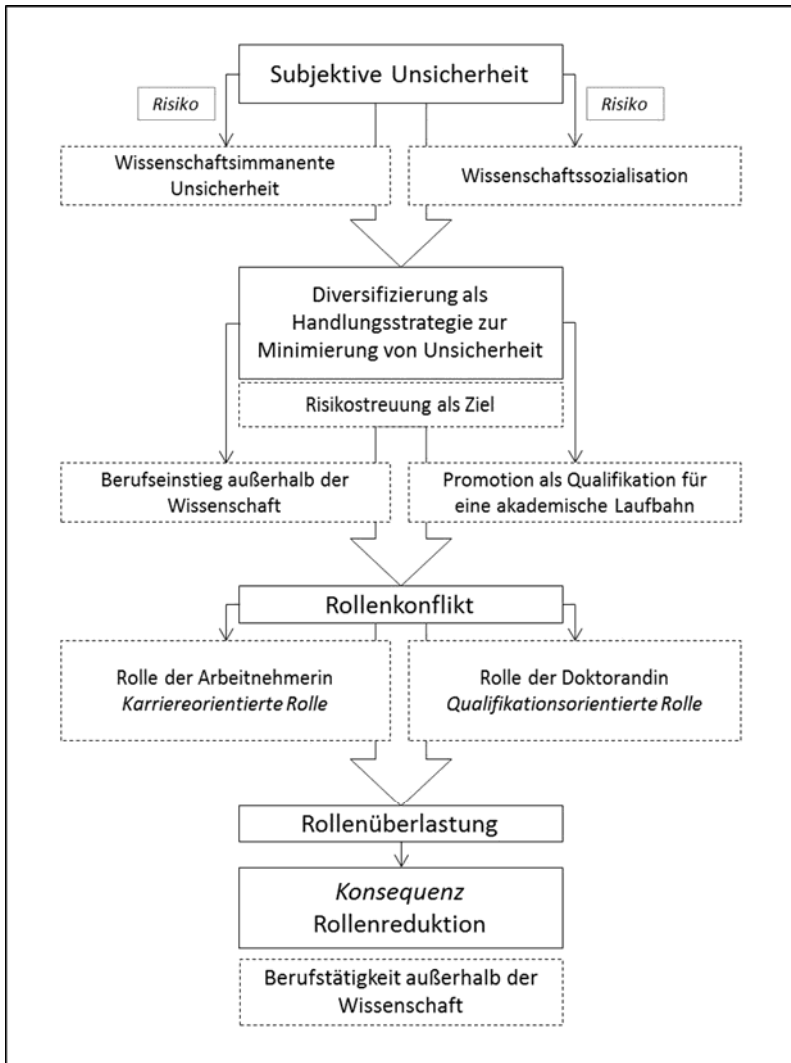 Subjektive Unsicherheit
Risiko
Risiko
Wissenschaftsimmanente
Unsicherheit
Wissenschaftssozialisation
Diversifizierung als
Handlungsstrategie zur
Minimierung von Unsicherheit
Risikostreuung als Ziel
Berufseinstieg außerhalb der
Wissenschaft
Promotion als Qualifikation für
eine akademische Laufbahn
Rollenkonflikt
Rolle der Arbeitnehmerin
Karriereorientierte Rolle
Rolle der Doktorandin
Qualifikationsorientierte Rolle
Rollenüberlastung
Konsequenz
Rollenreduktion
Berufstätigkeit außerhalb der
Wissenschaft